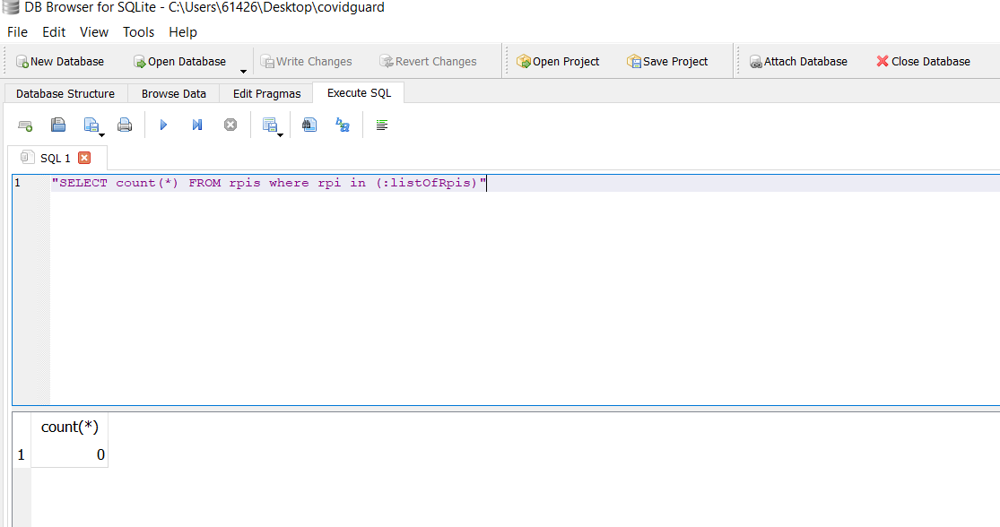 DB Browser for SQLite - C:\Users\61426\Desktop\covidguard
File Edit View Tools Help
New Database Open Database Write Changes Revert Changes Open Project Save Project Attach Database Close Database
Database Structure Browse Data Edit Pragmas Execute SQL
SQL 1
1 "SELECT count(*) FROM rpis where rpi in (:listOfRpis)"
count(*)
1 0